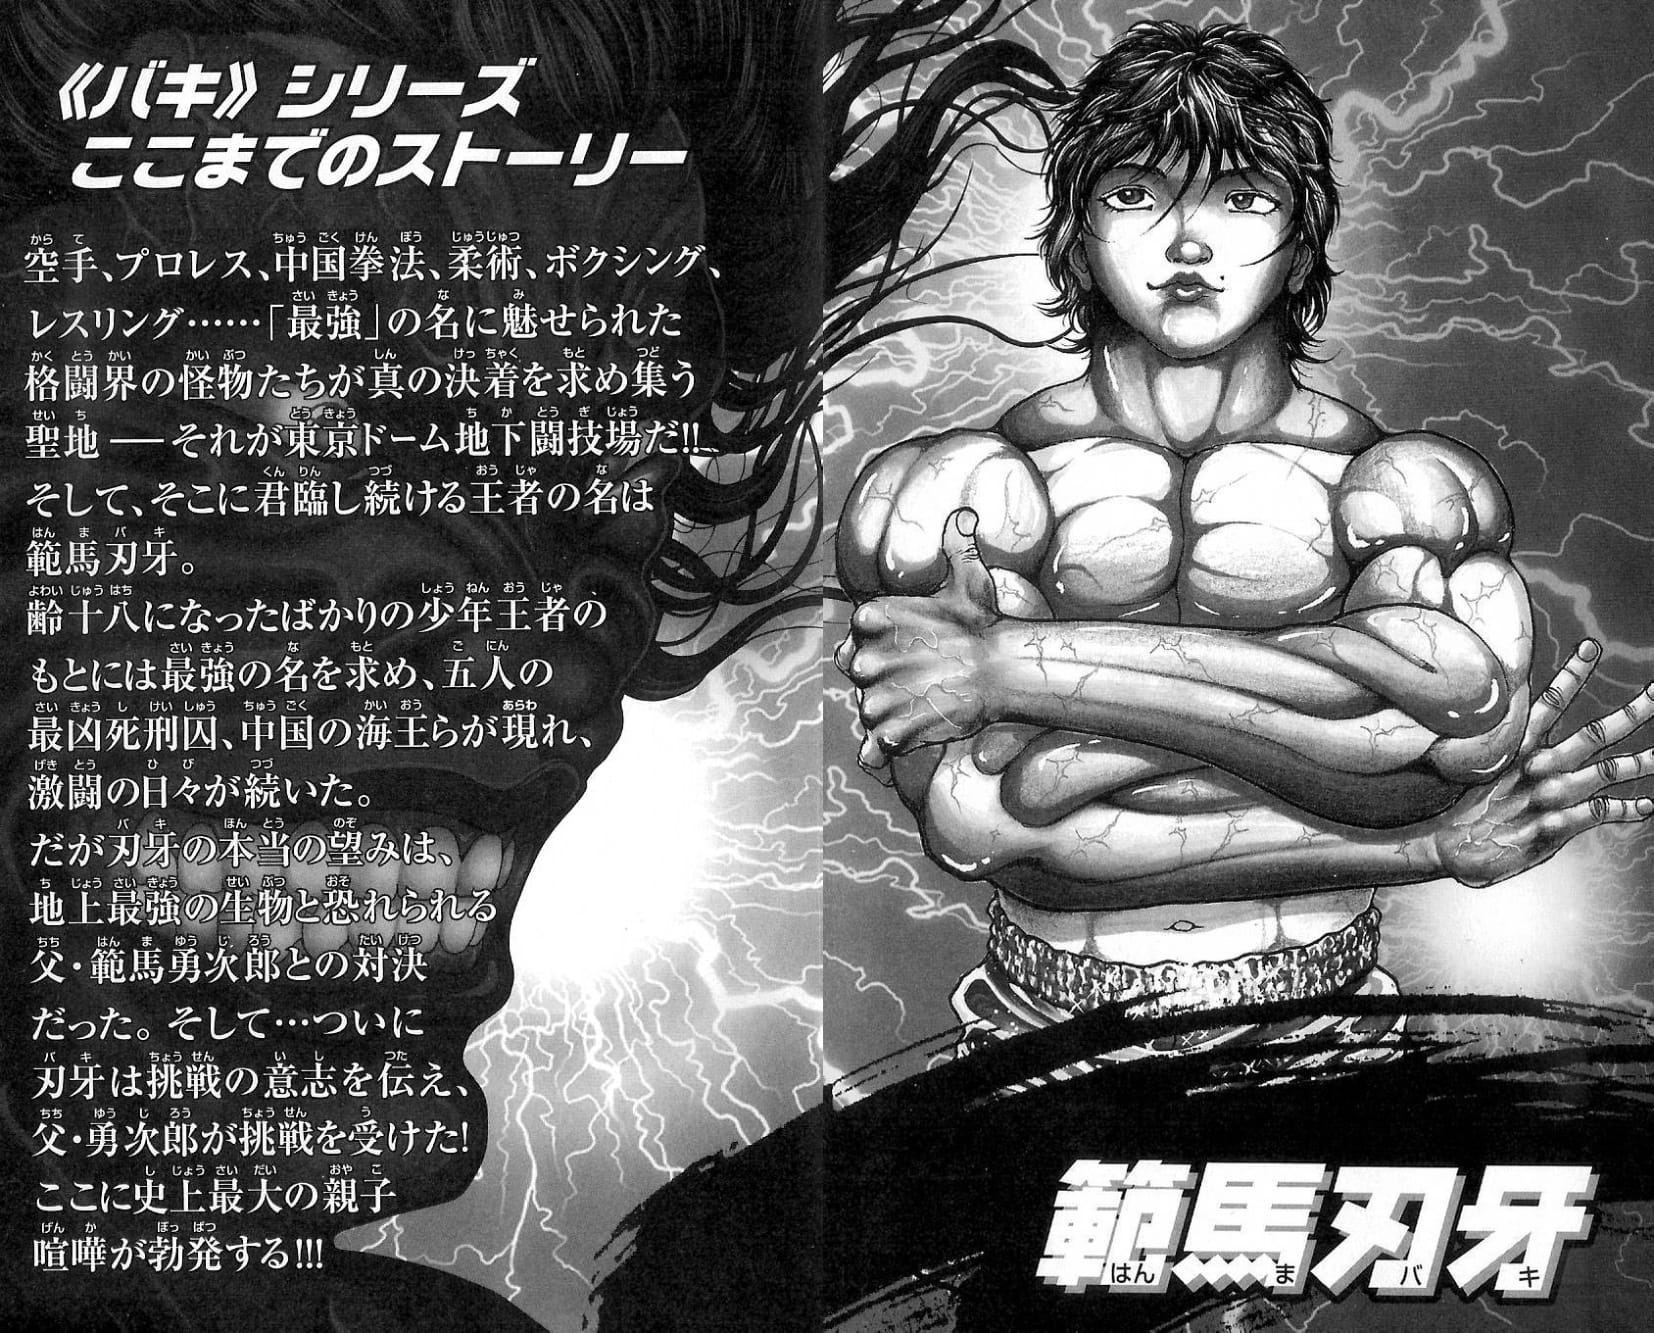 《バキ》シリーズ
ここまでのストーリー
空手、プロレス、中国拳法、柔術、ボクシング、
レスリング……「最強」の名に魅せられた
格闘界の怪物たちが真の決着を求め集う
聖地——それが東京ドーム地下闘技場だ!!
そして、そこに君臨し続ける王者の名は
範馬刃牙。
齢十八になったばかりの少年王者の
もとには最強の名を求め、五人の
最凶死刑囚、中国の海王らが現れ、
激闘の日々が続いた。
だが刃牙の本当の望みは、
地上最強の生物と恐れられる
父・範馬勇次郎との対決
だった。そして…ついに
刃牙は挑戦の意志を伝え、
父・勇次郎が挑戦を受けた!
ここに史上最大の親子
喧嘩が勃発する!!!
範馬刃牙
はんまバキ